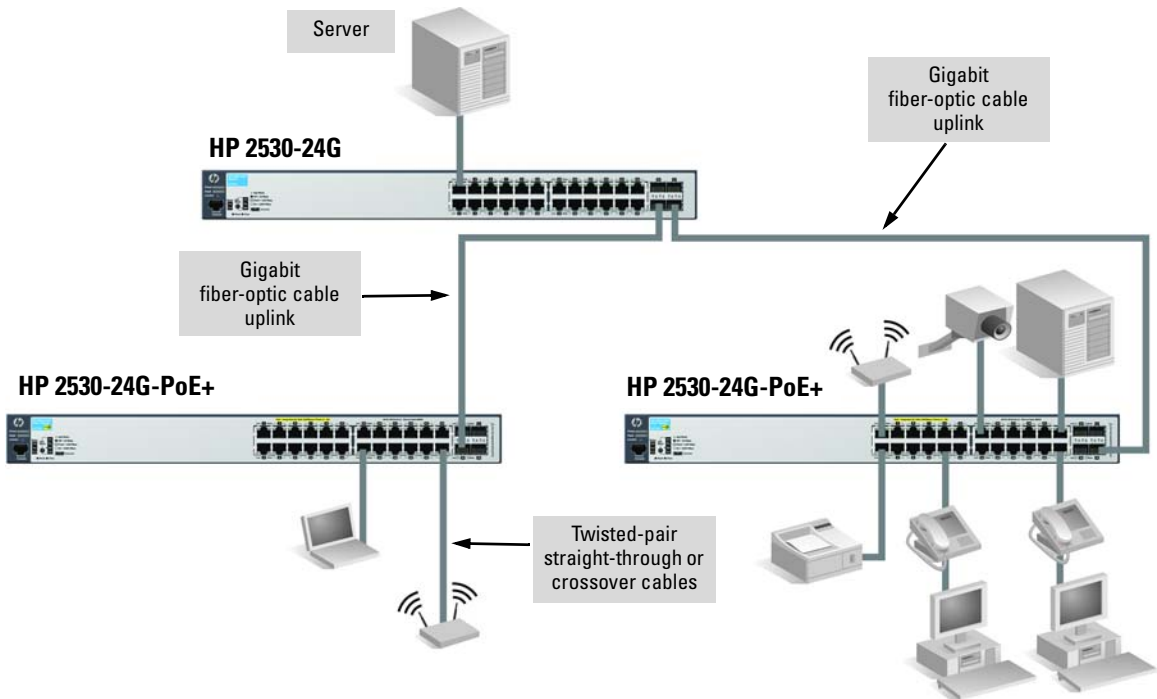 Server
Gigabit
fiber-optic cable
uplink
HP 2530-24G
Gigabit
fiber-optic cable
uplink
HP 2530-24G-PoE+
HP 2530-24G-PoE+
Twisted-pair
straight-through or
crossover cables